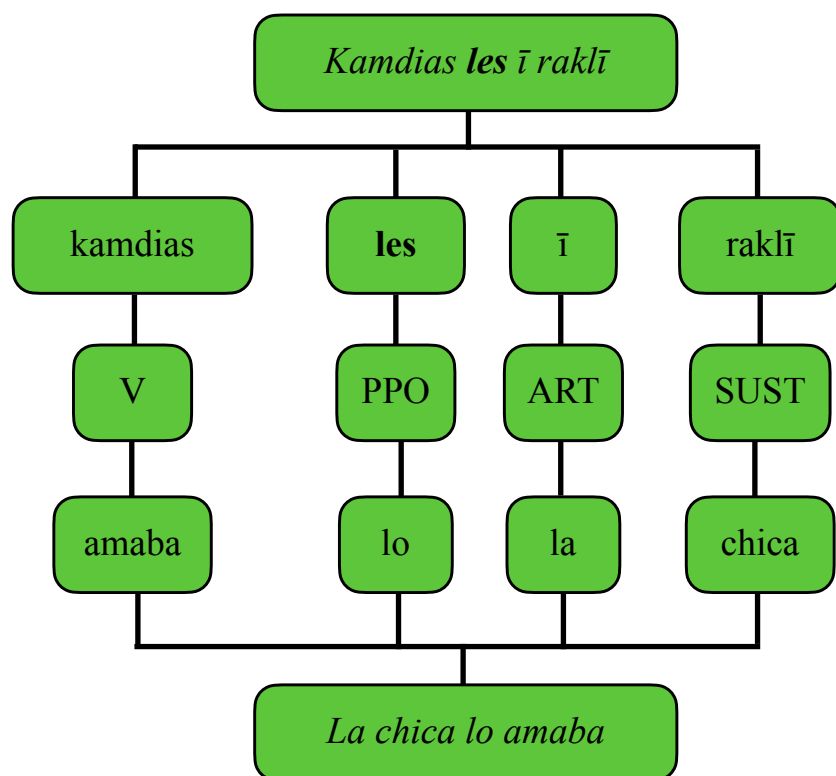 Kamdias les ī raklī
kamdias les ī raklī
V PPO ART SUST
amaba lo la chica
La chica lo amaba